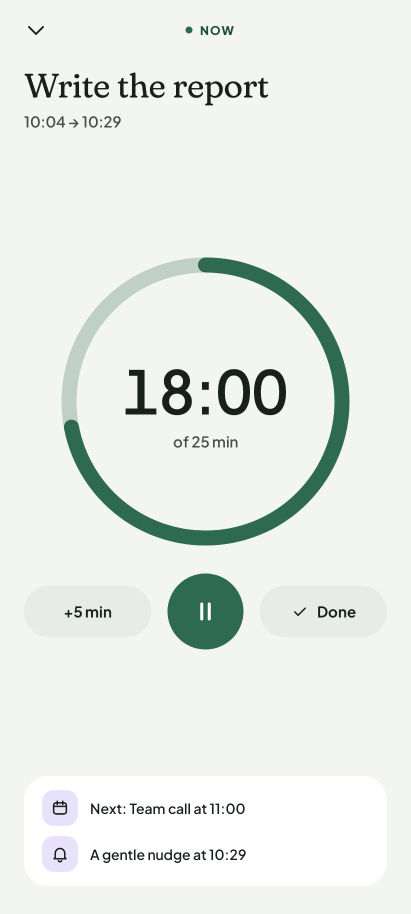 NOW
Write the report
10:04 → 10:29
18:00
of 25 min
+5 min
Done
Next: Team call at 11:00
A gentle nudge at 10:29